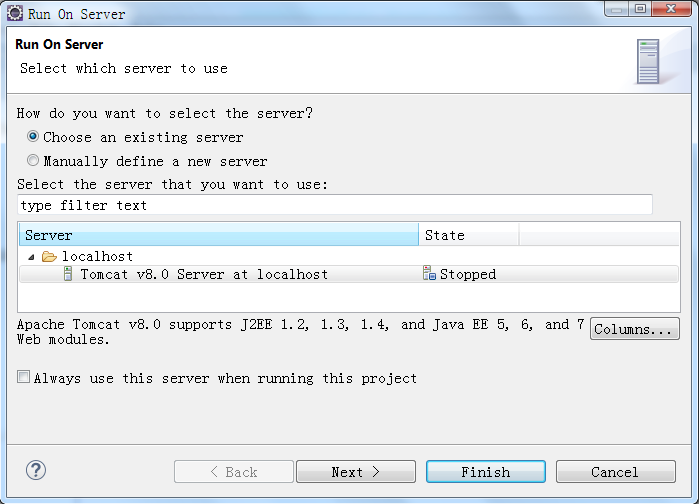 Run On Server
Run On Server
Select which server to use
How do you want to select the server?
Choose an existing server
Manually define a new server
Select the server that you want to use:
type filter text
Server State
localhost
Tomcat v8.0 Server at localhost Stopped
Apache Tomcat v8.0 supports J2EE 1.2, 1.3, 1.4, and Java EE 5, 6, and 7
Web modules.
Columns...
Always use this server when running this project
? < Back Next > Finish Cancel